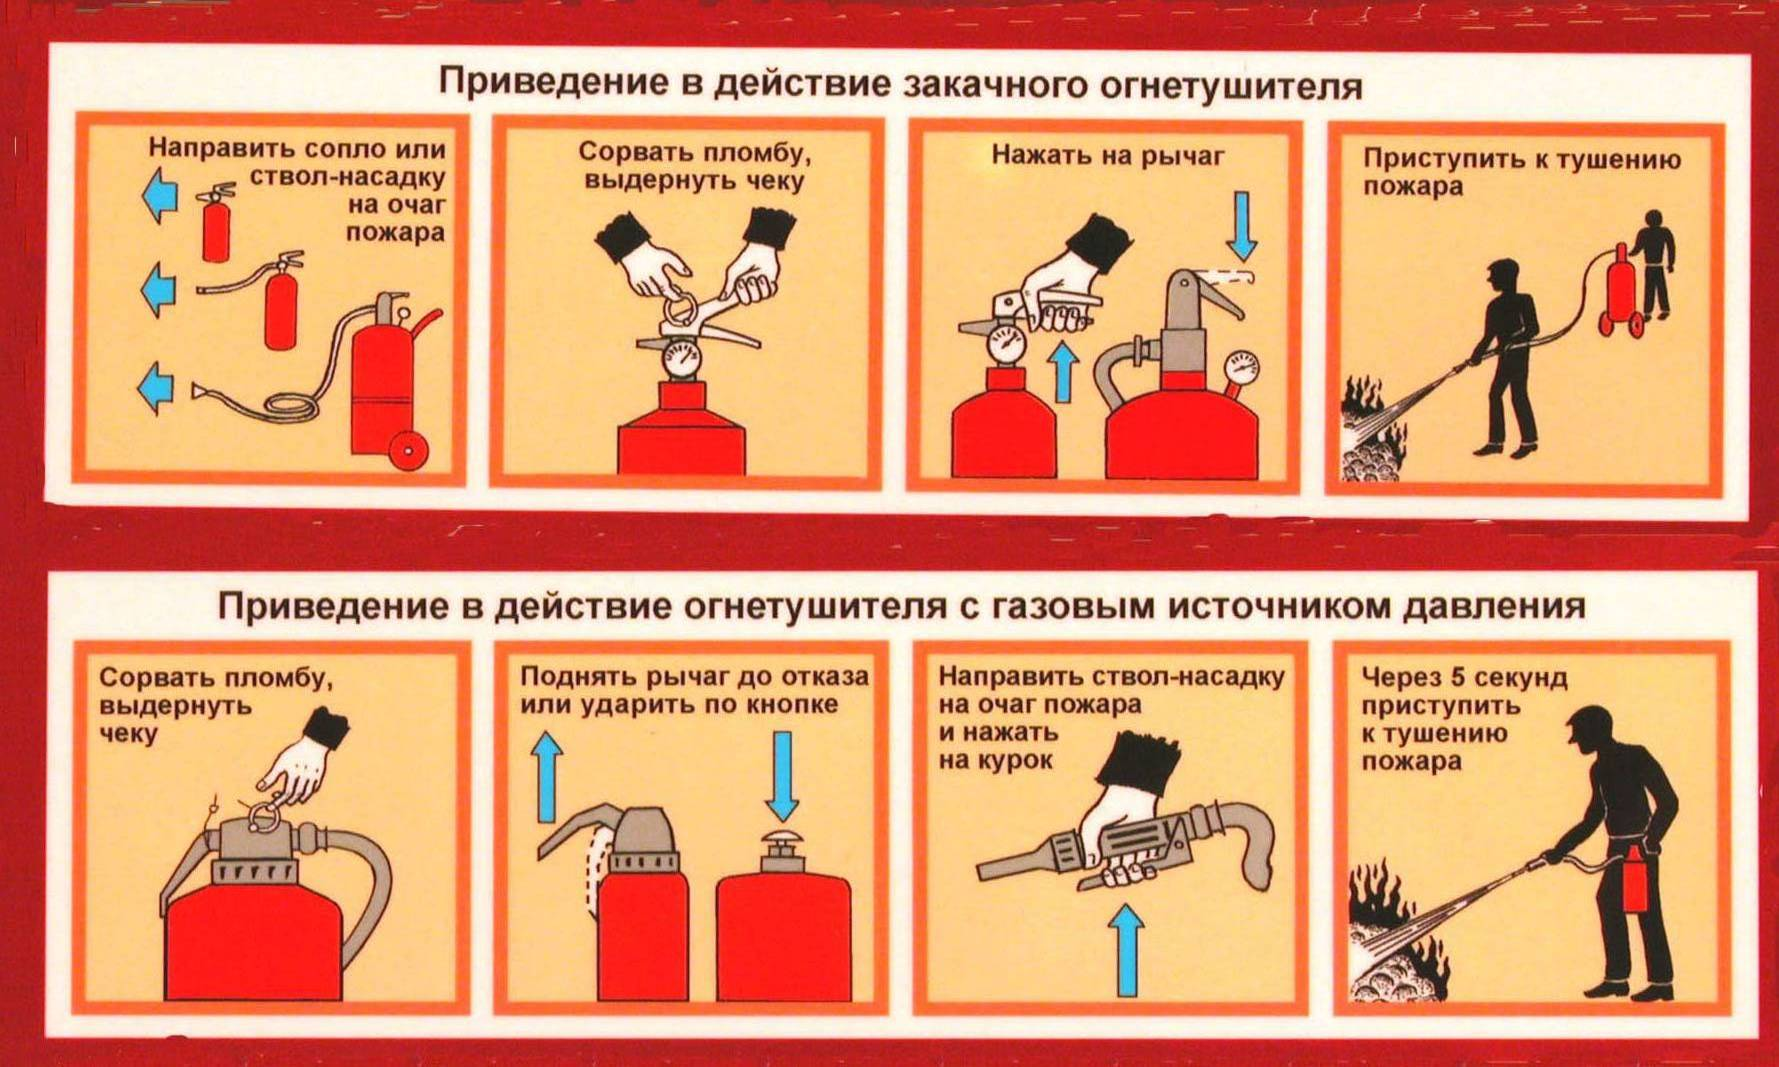 Приведение в действие закачного огнетушителя
Направить сопло или
ствол-насадку
на очаг
пожара
Сорвать пломбу,
выдернуть чеку
Нажать на рычаг
Приступить к тушению
пожара
Приведение в действие огнетушителя с газовым источником давления
Сорвать пломбу,
выдернуть
чеку
Поднять рычаг до отказа
или ударить по кнопке
Направить ствол-насадку
на очаг пожара
и нажать
на курок
Через 5 секунд
приступить
к тушению
пожара